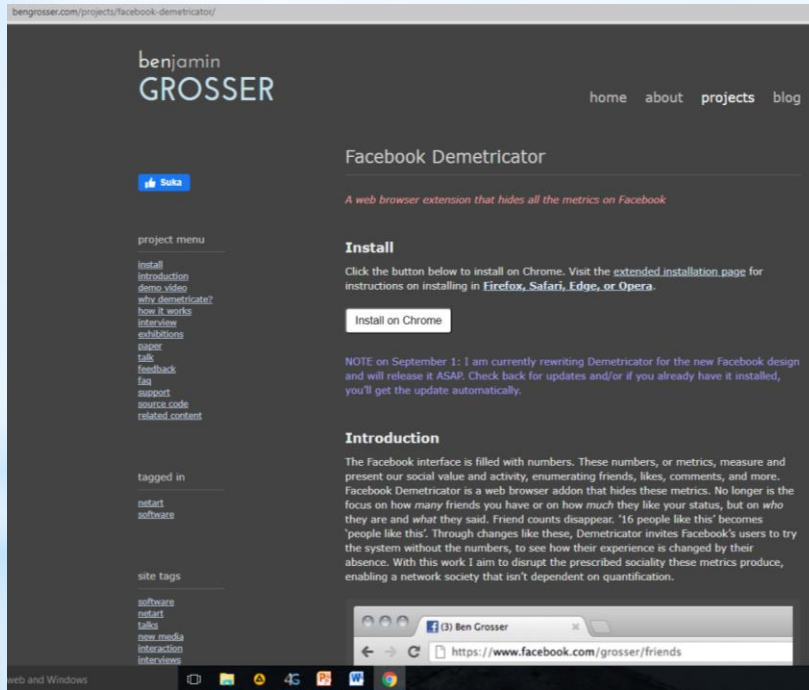 bengrosser.com/projects/facebook-demetricator/
benjamin
GROSSER
home about projects blog
Facebook Demetricator
Suka
A web browser extension that hides all the metrics on Facebook
project menu
install
introduction
demo video
why demetricate?
how it works
interview
exhibitions
paper
talk
feedback
faq
support
source code
related content
Install
Click the button below to install on Chrome. Visit the extended installation page for
instructions on installing in Firefox, Safari, Edge, or Opera.
Install on Chrome
NOTE on September 1: I am currently rewriting Demetricator for the new Facebook design
and will release it ASAP. Check back for updates and/or if you already have it installed,
you'll get the update automatically.
Introduction
The Facebook interface is filled with numbers. These numbers, or metrics, measure and
present our social value and activity, enumerating friends, likes, comments, and more.
Facebook Demetricator is a web browser addon that hides these metrics. No longer is the
focus on how many friends you have or on how much they like your status, but on who
they are and what they said. Friend counts disappear. '16 people like this' becomes
'people like this'. Through changes like these, Demetricator invites Facebook's users to try
the system without the numbers, to see how their experience is changed by their
absence. With this work I aim to disrupt the prescribed sociality these metrics produce,
enabling a network society that isn't dependent on quantification.
tagged in
netart
software
site tags
software
netart
talks
new media
interaction
interviews
(3) Ben Grosser
https://www.facebook.com/grosser/friends
web and Windows
4G